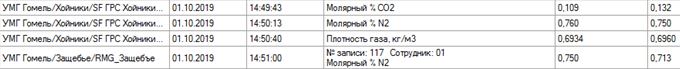 УМГ Гомель/Хойники/SF ГРС Хойники... 01.10.2019 14:49:43 Молярный % CO2 0,109 0,132
УМГ Гомель/Хойники/SF ГРС Хойники... 01.10.2019 14:50:13 Молярный % N2 0,760 0,750
УМГ Гомель/Хойники/SF ГРС Хойники... 01.10.2019 14:50:40 Плотность газа, кг/м3 0,6934 0,6960
УМГ Гомель/Защебье/RMG_Защебъе 01.10.2019 14:51:00 № записи: 117 Сотрудник: 01
Молярный % N2 0,750 0,713